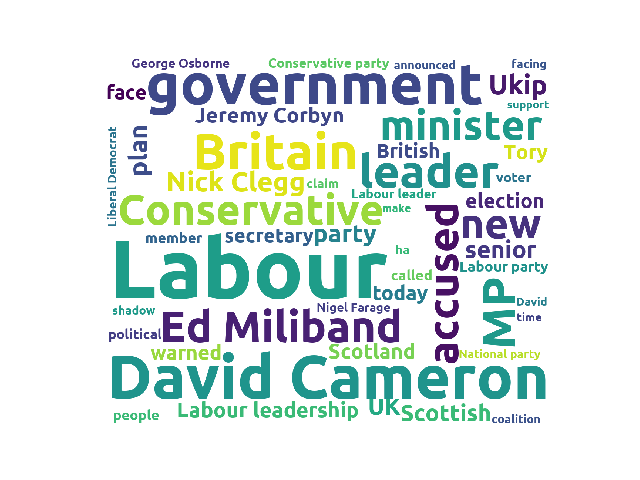 George Osborne
Conservative party
announced
facing
face
government
Ukip
support
Jeremy Corbyn
minister
Liberal Democrat
plan
Britain
British
Tory
leader
Nick Clegg
claim
Labour leader
voter
Conservative
make
accused
election
new
member
secretary
party
senior
ha
Labour
called
Labour party
today
MP
David
shadow
Nigel Farage
time
political
Ed Miliband
warned
Scotland
National party
David Cameron
people
Labour leadership
UK
Scottish
coalition